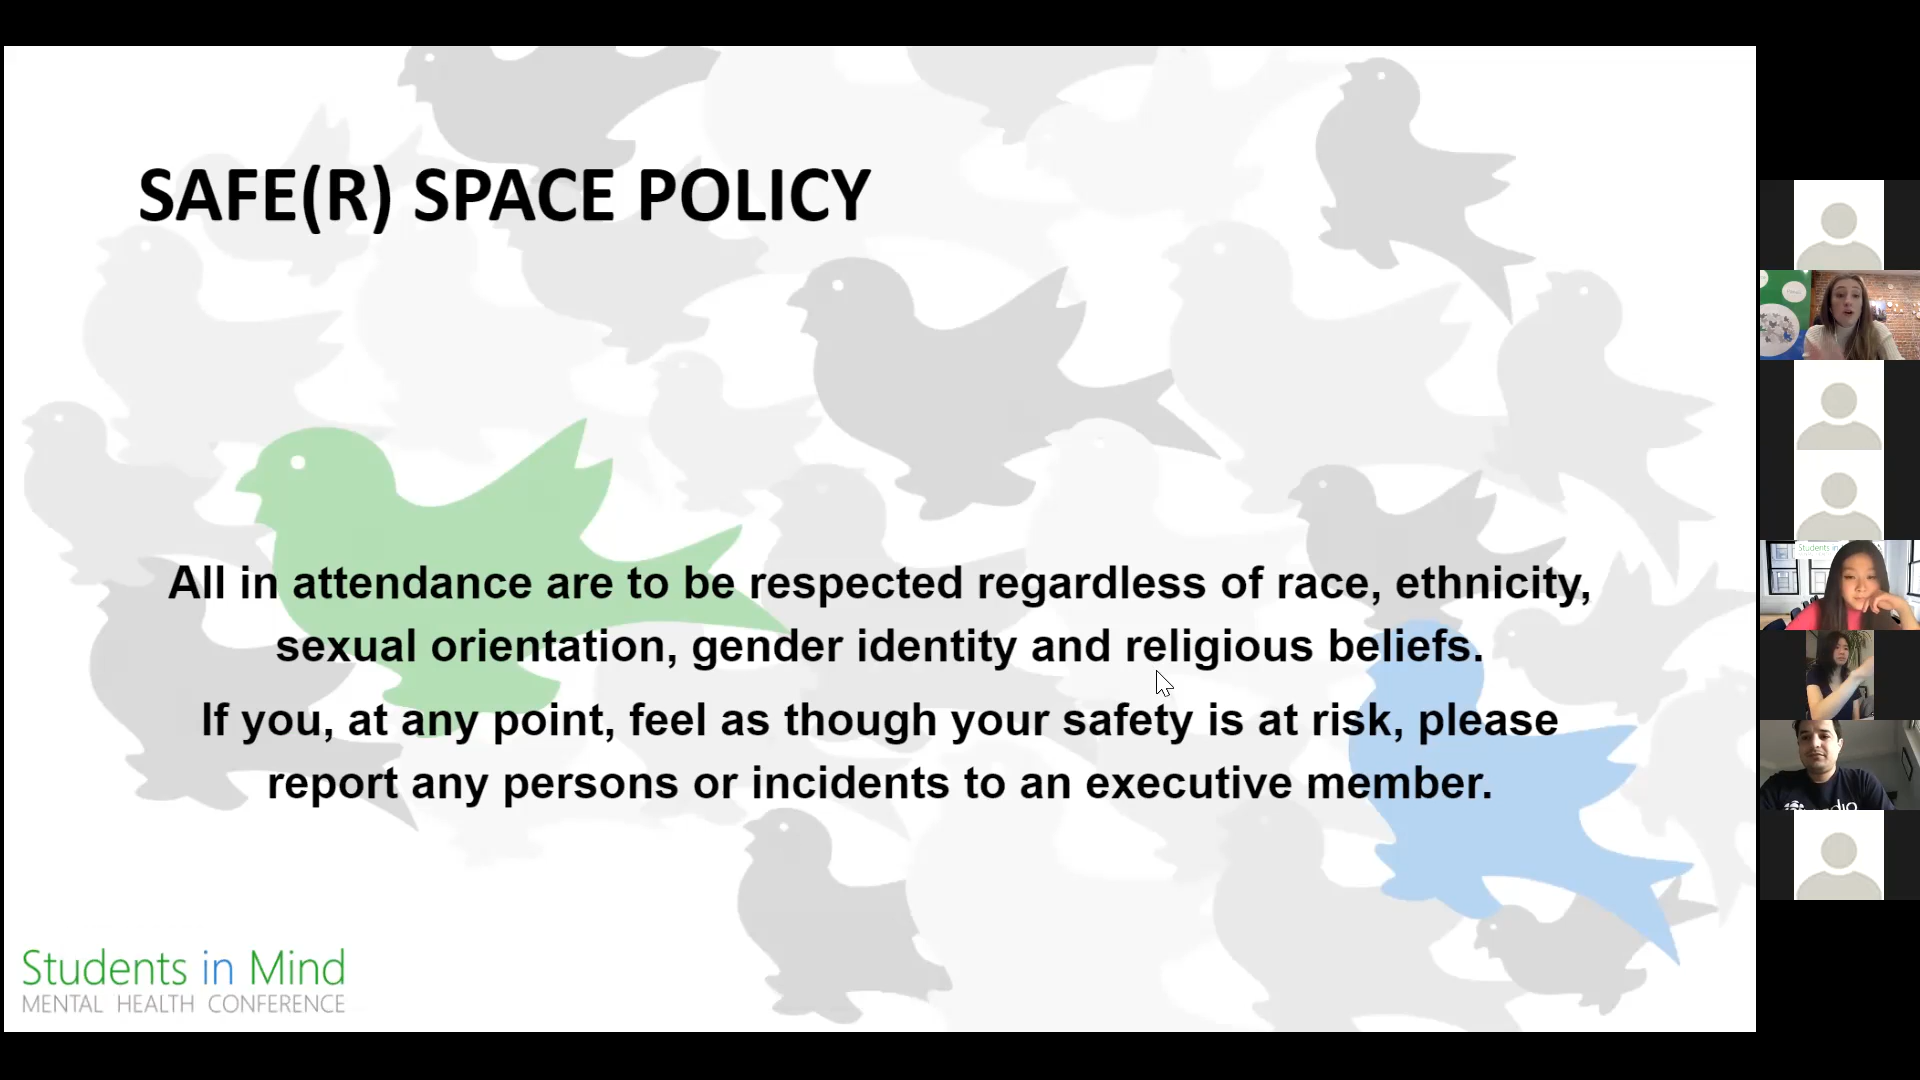 SAFE(R) SPACE POLICY
All in attendance are to be respected regardless of race, ethnicity,
sexual orientation, gender identity and religious beliefs.
If you, at any point, feel as though your safety is at risk, please
report any persons or incidents to an executive member.
Students in Mind
MENTAL HEALTH CONFERENCE